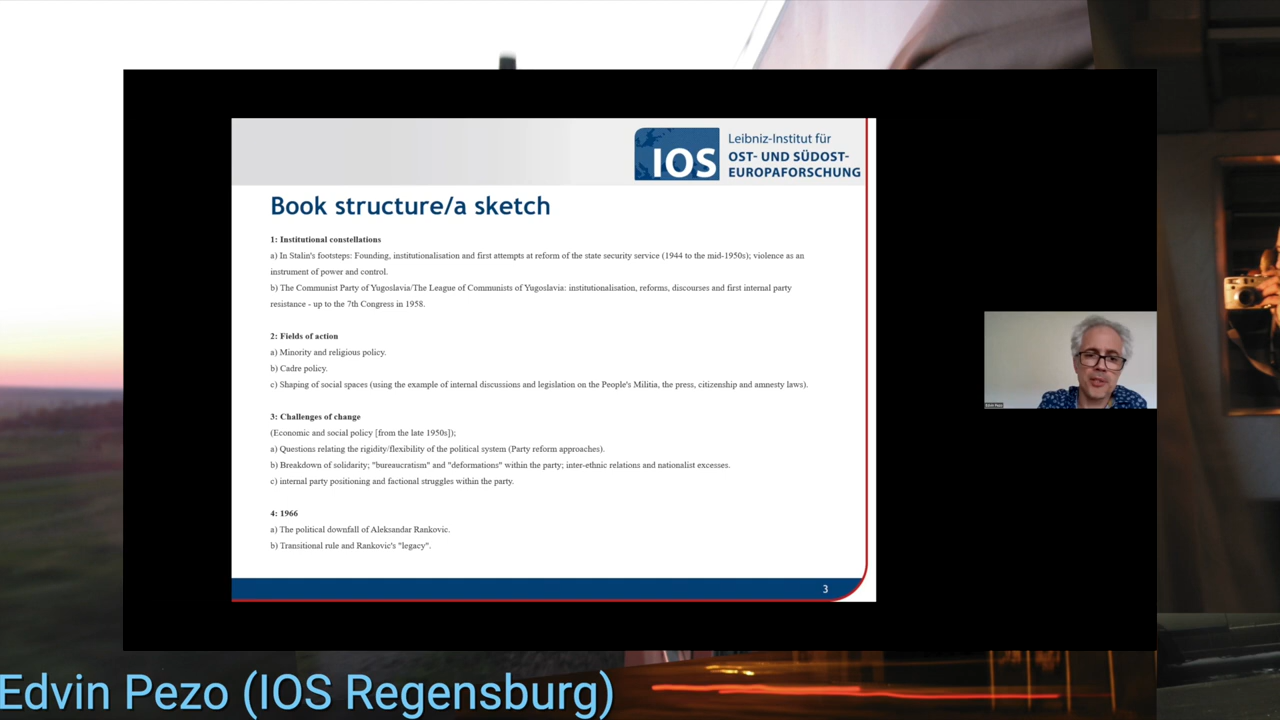 IOS
Leibniz-Institut für
OST- UND SÜDOST-
EUROPAFORSCHUNG
Book structure/a sketch
1: Institutional constellations
a) In Stalin's footsteps: Founding, institutionalisation and first attempts at reform of the state security service (1944 to the mid-1950s); violence as an
instrument of power and control.
b) The Communist Party of Yugoslavia/The League of Communists of Yugoslavia: institutionalisation, reforms, discourses and first internal party
resistance - up to the 7th Congress in 1958.
2: Fields of action
a) Minority and religious policy.
b) Cadre policy.
c) Shaping of social spaces (using the example of internal discussions and legislation on the People's Militia, the press, citizenship and amnesty laws).
3: Challenges of change
(Economic and social policy [from the late 1950s]);
a) Questions relating the rigidity/flexibility of the political system (Party reform approaches).
b) Breakdown of solidarity; "bureaucratism" and "deformations" within the party; inter-ethnic relations and nationalist excesses.
c) internal party positioning and factional struggles within the party.
4: 1966
a) The political downfall of Aleksandar Rankovic.
b) Transitional rule and Rankovic's "legacy".
3
Edvin Pezo
Edvin Pezo (IOS Regensburg)